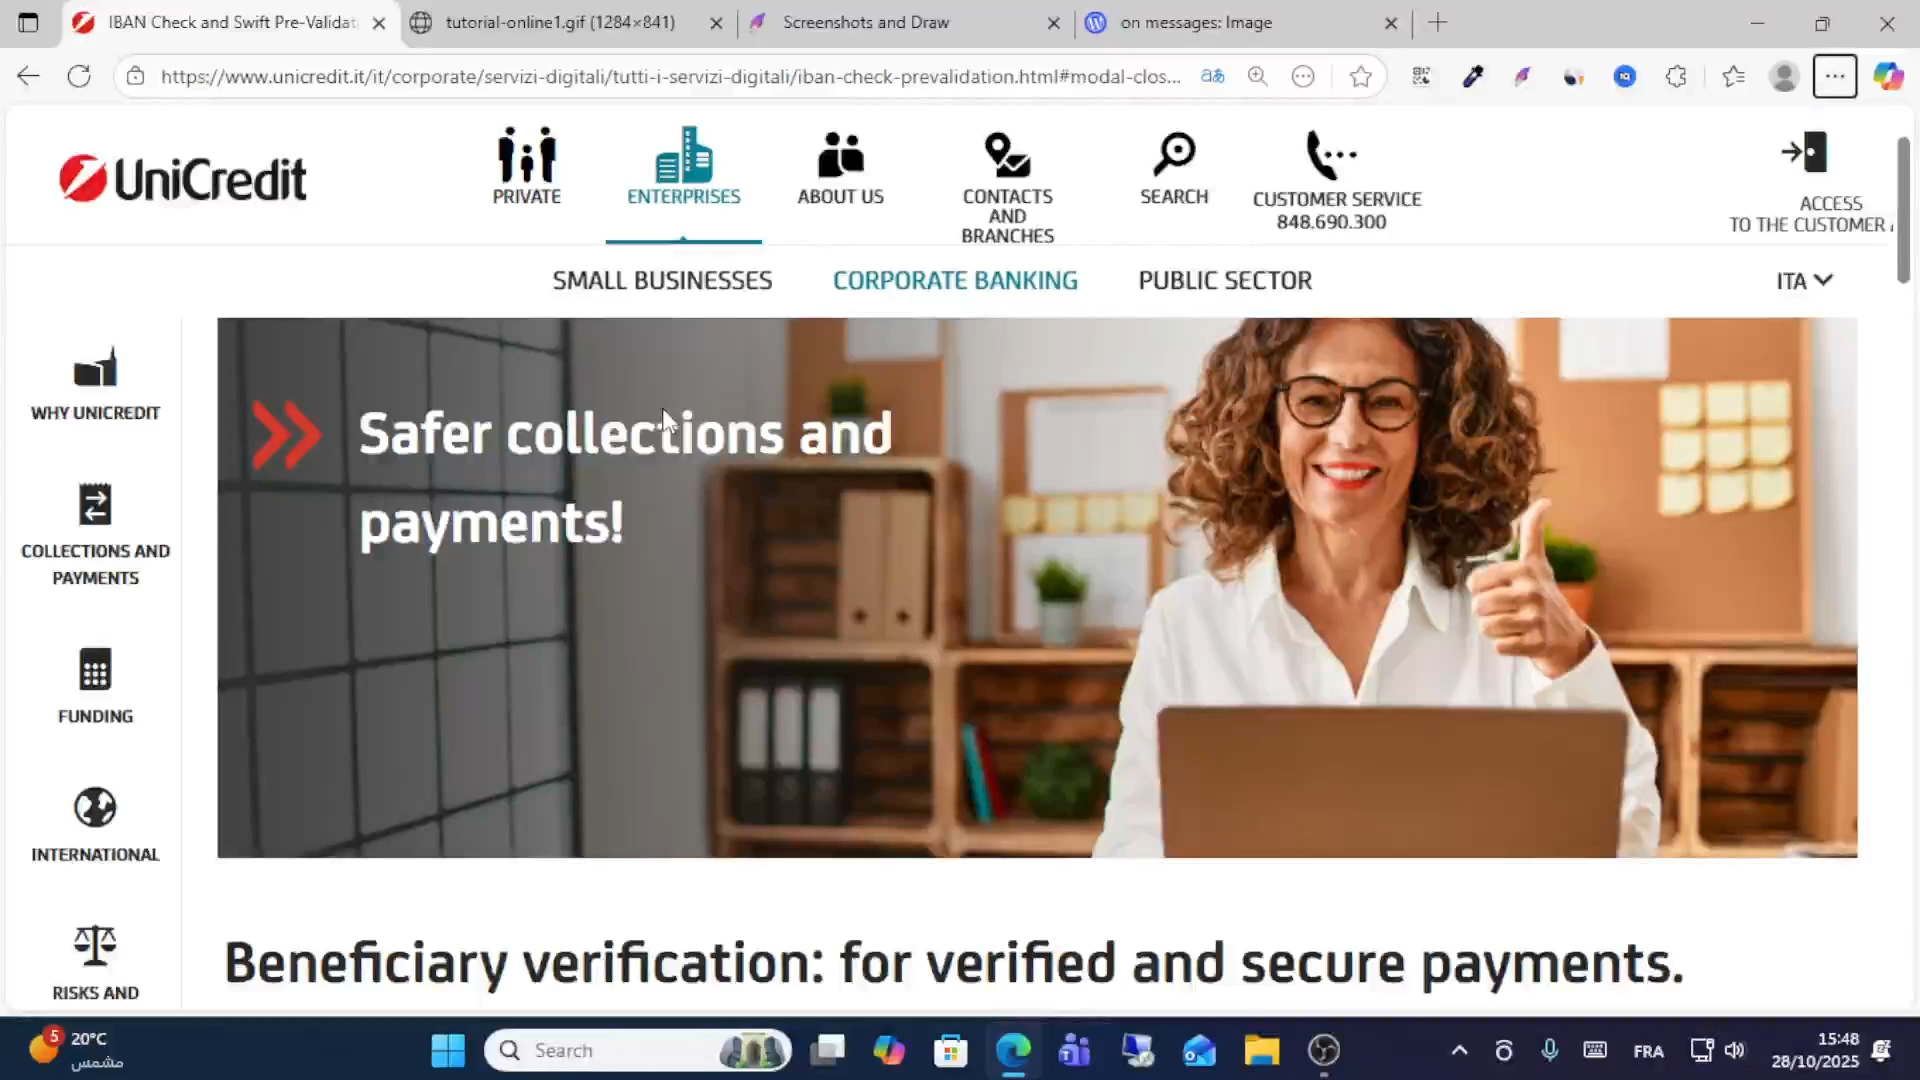 IBAN Check and Swift Pre-Validat
tutorial-online1.gif (1284×841)
Screenshots and Draw
on messages: Image
https://www.unicredit.it/it/corporate/servizi-digitali/tutti-i-servizi-digitali/iban-check-prevalidation.html#modal-clos...
UniCredit
PRIVATE
ENTERPRISES
ABOUT US
CONTACTS
AND
BRANCHES
SEARCH
CUSTOMER SERVICE
848.690.300
ACCESS
TO THE CUSTOMER
SMALL BUSINESSES
CORPORATE BANKING
PUBLIC SECTOR
ITA
WHY UNICREDIT
COLLECTIONS AND
PAYMENTS
FUNDING
INTERNATIONAL
RISKS AND
Safer collections and
payments!
Beneficiary verification: for verified and secure payments.
5
20°C
مشمس
Search
FRA
15:48
28/10/2025